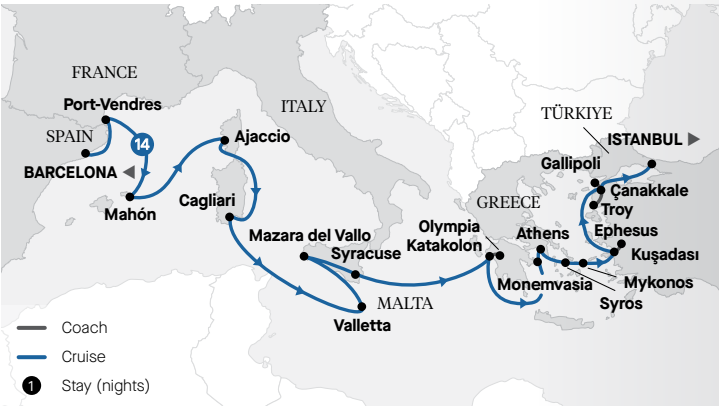 FRANCE
Port-Vendres
ITALY
TÜRKIYE
SPAIN
14
Ajaccio
ISTANBUL
BARCELONA
Gallipoli
Çanakkale
Mahón
Cagliari
GREECE
Troy
Mazara del Vallo
Olympia
Athens
Ephesus
Syracuse
Katakolon
Kuşadası
MALTA
Monemvasia
Mykonos
Syros
Valletta
Coach
Cruise
1 Stay (nights)